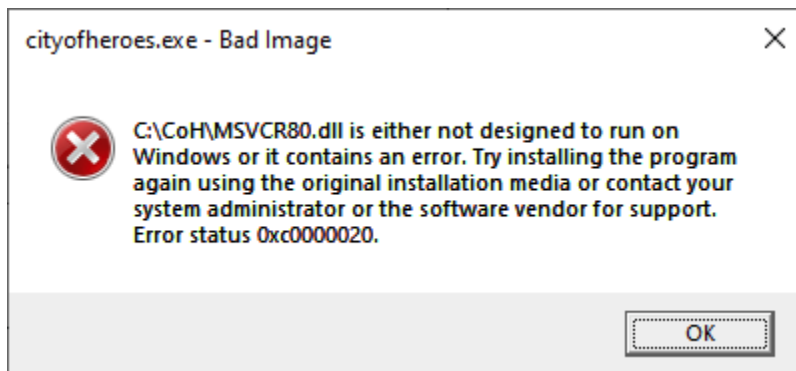 cityofheroes.exe - Bad Image
C:\CoH\MSVCR80.dll is either not designed to run on
Windows or it contains an error. Try installing the program
again using the original installation media or contact your
system administrator or the software vendor for support.
Error status 0xc0000020.
OK